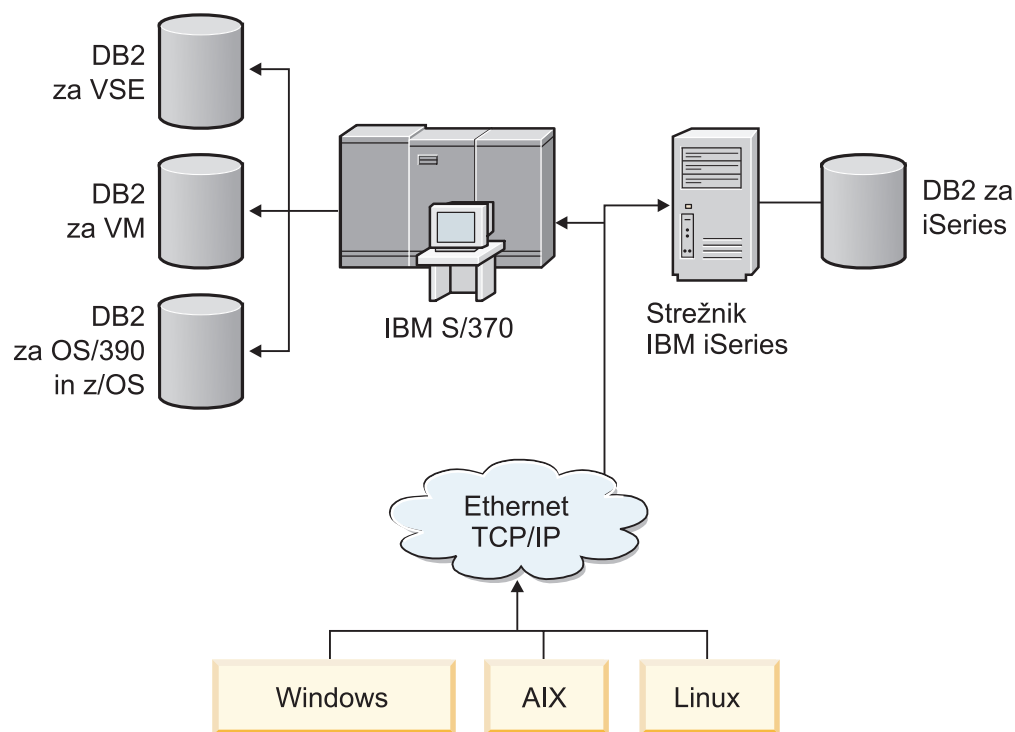 DB2
za VSE
DB2
za VM
DB2
za OS/390
in z/OS
IBM S/370
Strežnik
IBM iSeries
DB2 za
iSeries
Ethernet
TCP/IP
Windows
AIX
Linux